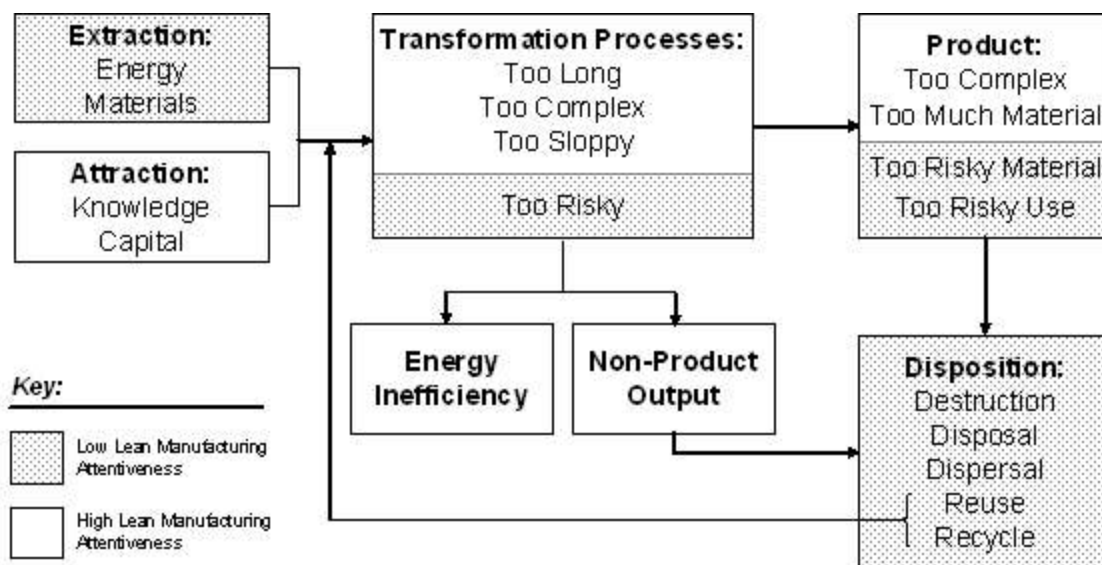 Extraction:
Energy
Materials
Attraction:
Knowledge
Capital
Transformation Processes:
Too Long
Too Complex
Too Sloppy
Too Risky
Product:
Too Complex
Too Much Material
Too Risky Material
Too Risky Use
Energy
Inefficiency
Non-Product
Output
Disposition:
Destruction
Disposal
Dispersal
Reuse
Recycle
Key:
Low Lean Manufacturing
Attentiveness
High Lean Manufacturing
Attentiveness